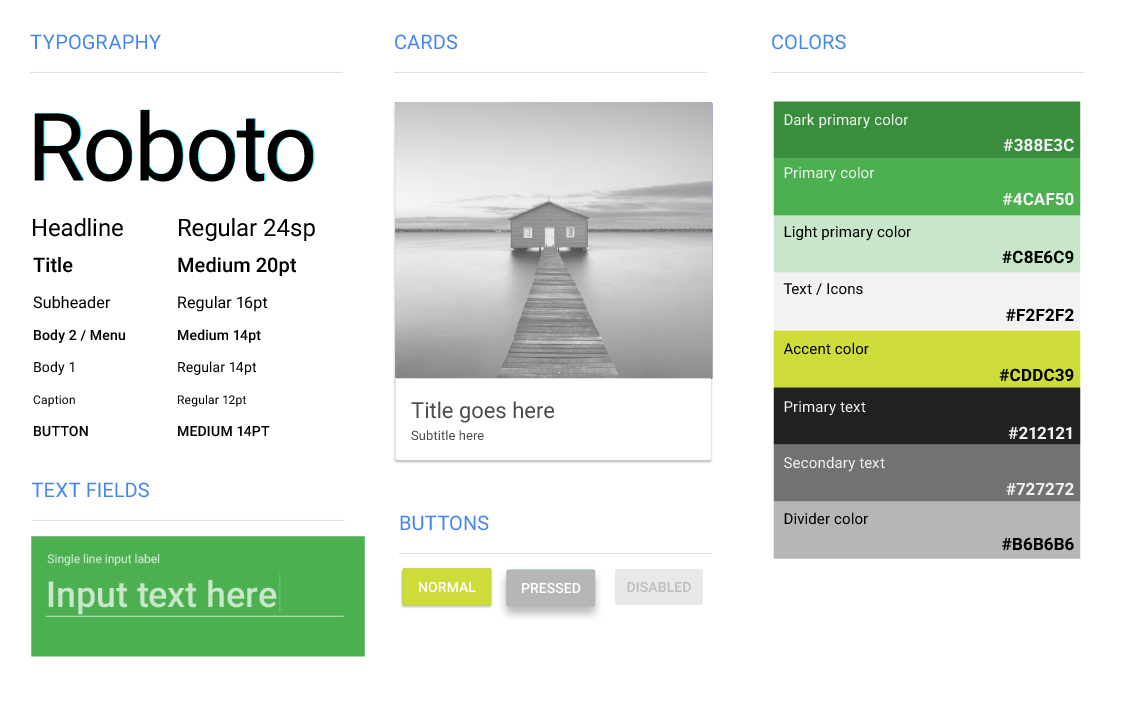 TYPOGRAPHY
Roboto
Headline Regular 24sp
Title Medium 20pt
Subheader Regular 16pt
Body 2 / Menu Medium 14pt
Body 1 Regular 14pt
Caption Regular 12pt
BUTTON MEDIUM 14PT
TEXT FIELDS
Single line input label
Input text here
CARDS
Title goes here
Subtitle here
BUTTONS
NORMAL PRESSED DISABLED
COLORS
Dark primary color
#388E3C
Primary color
#4CAF50
Light primary color
#C8E6C9
Text / Icons
#F2F2F2
Accent color
#CDDC39
Primary text
#212121
Secondary text
#727272
Divider color
#B6B6B6